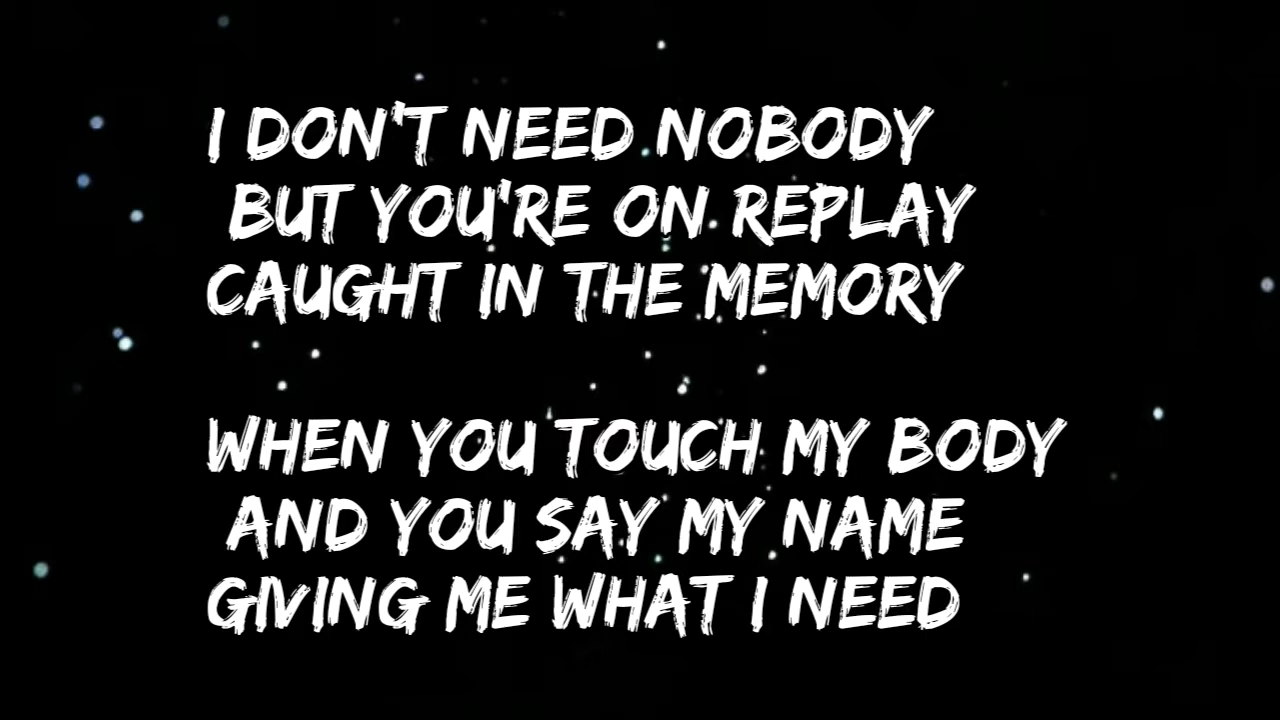 I DON'T NEED NOBODY
BUT YOU'RE ON REPLAY
CAUGHT IN THE MEMORY
WHEN YOU TOUCH MY BODY
AND YOU SAY MY NAME
GIVING ME WHAT I NEED